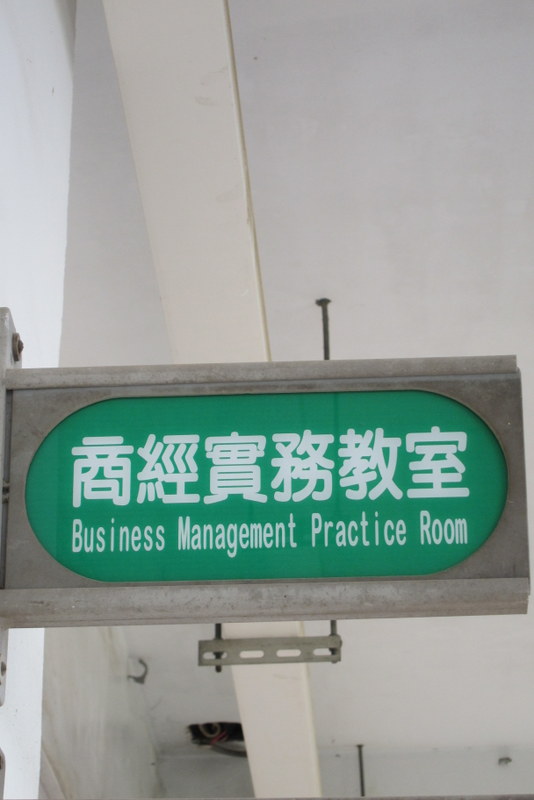 商經實務教室
Business Management Practice Room